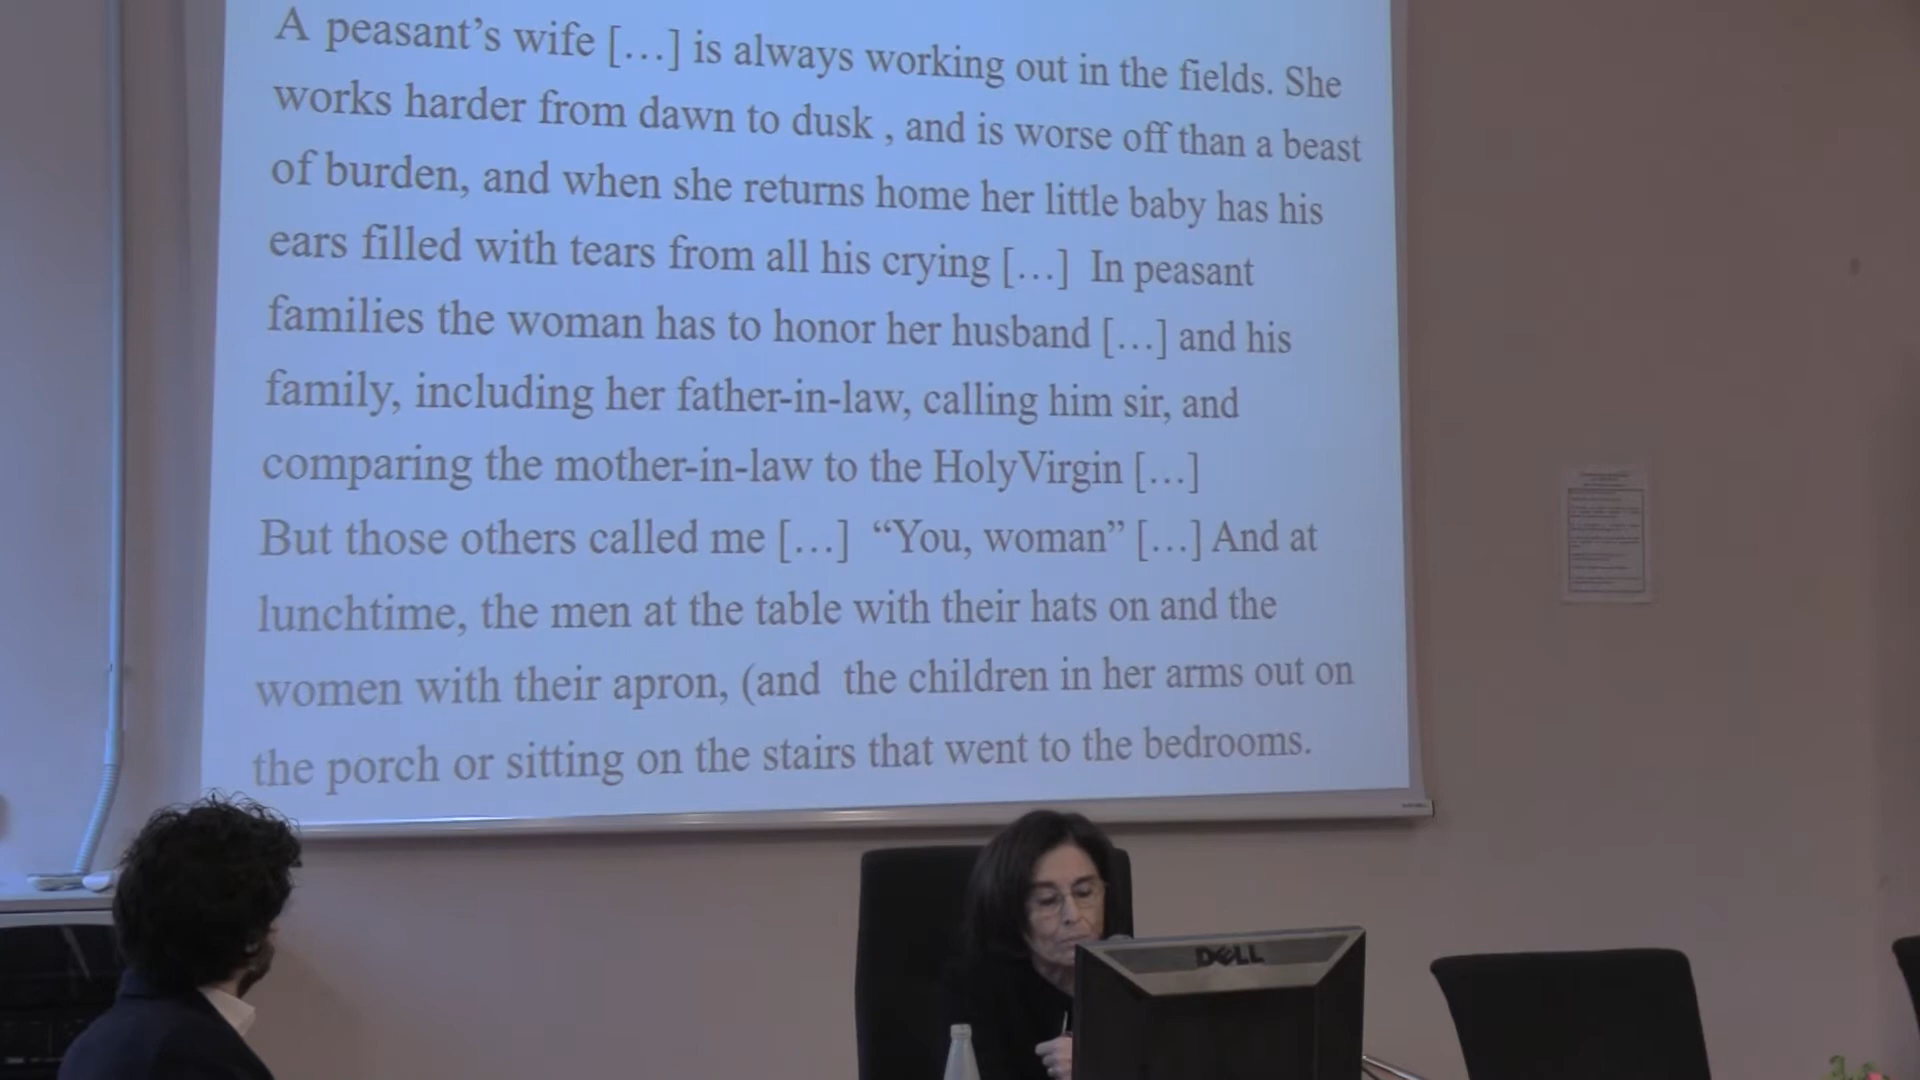 A peasant’s wife […] is always working out in the fields. She
works harder from dawn to dusk , and is worse off than a beast
of burden, and when she returns home her little baby has his
ears filled with tears from all his crying […]  In peasant
families the woman has to honor her husband […] and his
family, including her father-in-law, calling him sir, and
comparing the mother-in-law to the HolyVirgin […]
But those others called me […]  “You, woman” […] And at
lunchtime, the men at the table with their hats on and the
women with their apron, (and  the children in her arms out on
the porch or sitting on the stairs that went to the bedrooms.
DELL